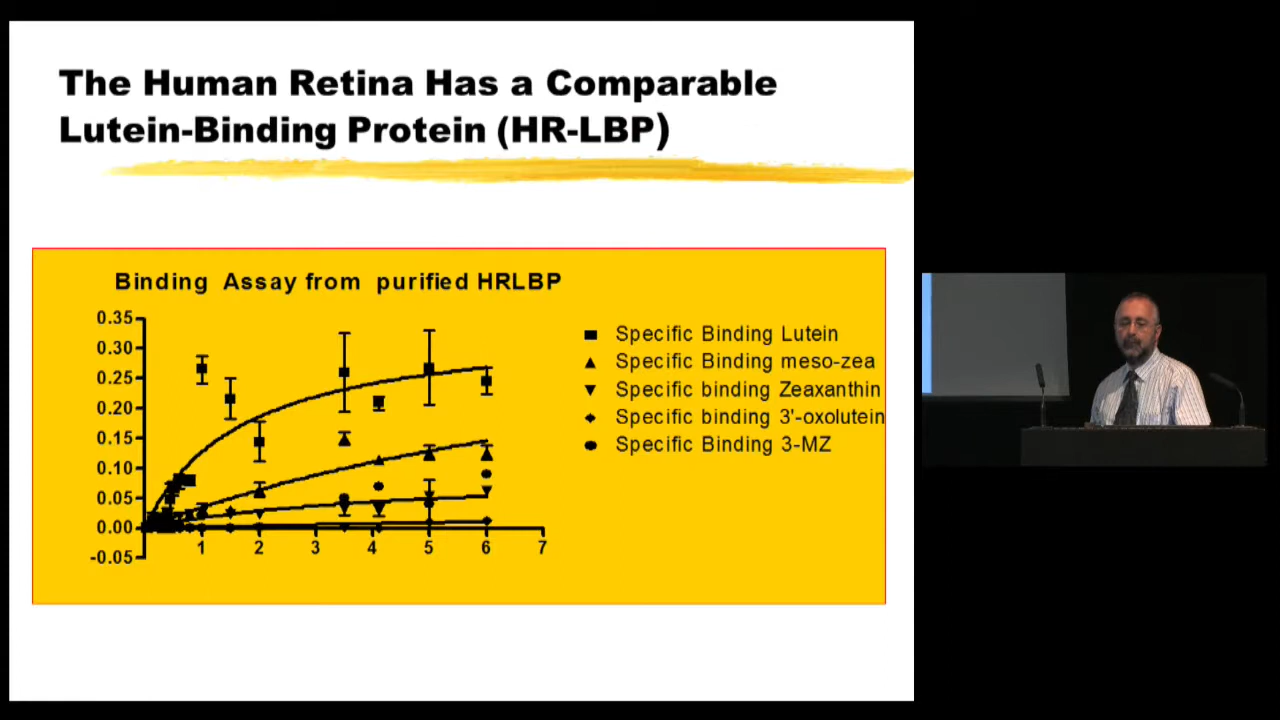 The Human Retina Has a Comparable
Lutein-Binding Protein (HR-LBP)
Binding Assay from purified HRLBP
0.35
0.30
0.25
0.20
0.15
0.10
0.05
0.00
-0.05
1 2 3 4 5 6 7
Specific Binding Lutein
Specific Binding meso-zea
Specific binding Zeaxanthin
Specific binding 3'-oxolutein
Specific Binding 3-MZ